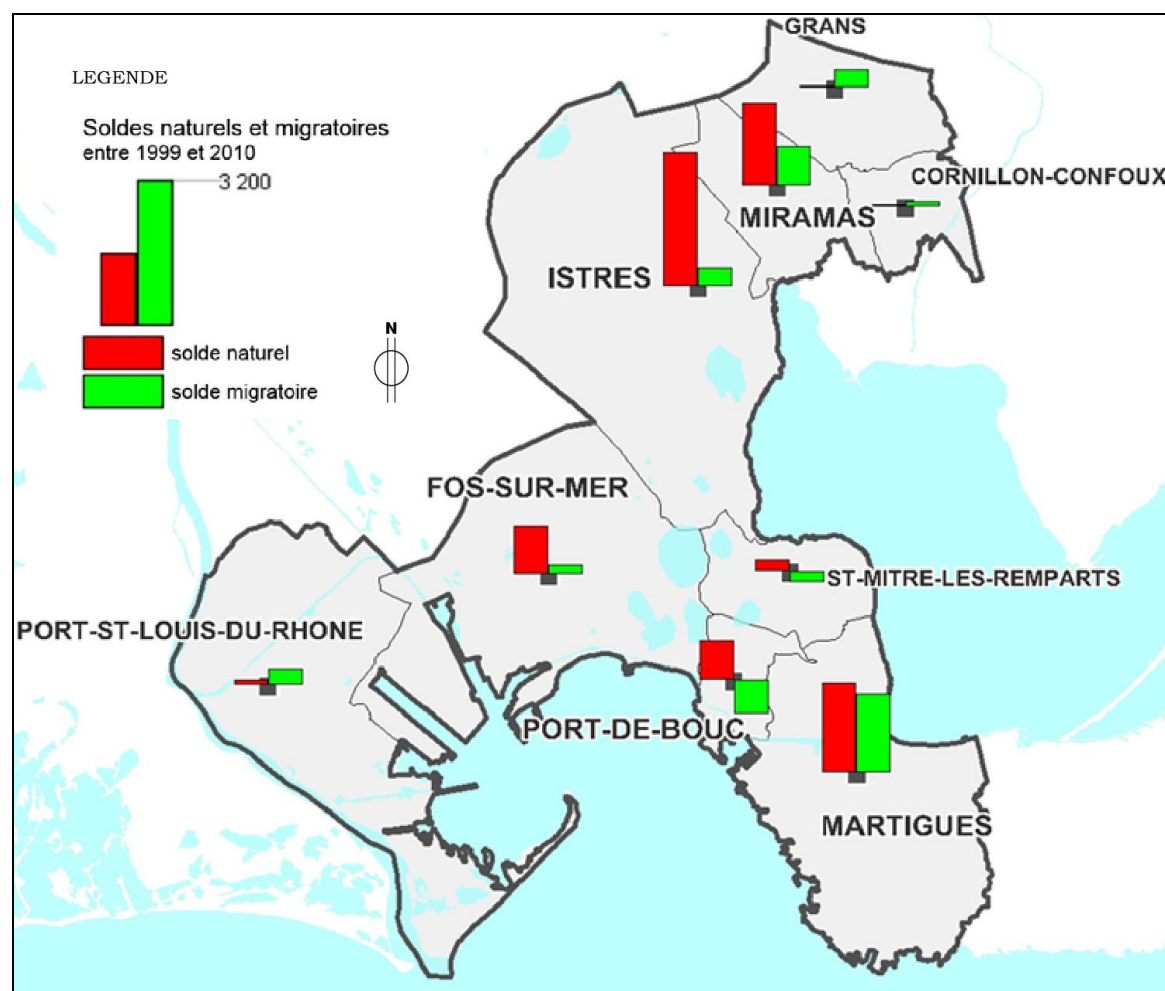 GRANS
LEGENDE
Soldes naturels et migratoires
entre 1999 et 2010
3 200
CORNILLON-CONFOUX
MIRAMAS
ISTRES
N
solde naturel
solde migratoire
FOS-SUR-MER
ST-MITRE-LES-REMPARTS
PORT-ST-LOUIS-DU-RHONE
PORT-DE-BOUC
MARTIGUES